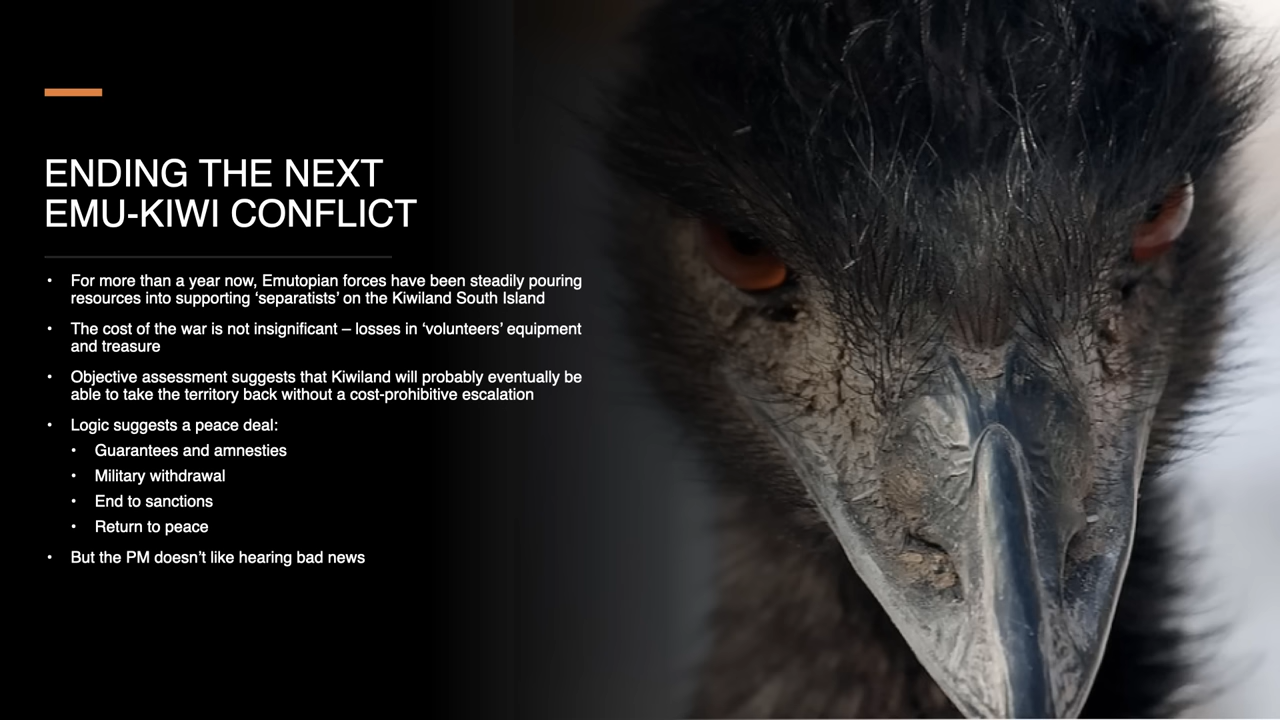 ENDING THE NEXT
EMU-KIWI CONFLICT
• For more than a year now, Emutopian forces have been steadily pouring
resources into supporting ‘separatists’ on the Kiwiland South Island
• The cost of the war is not insignificant – losses in ‘volunteers’ equipment
and treasure
• Objective assessment suggests that Kiwiland will probably eventually be
able to take the territory back without a cost-prohibitive escalation
• Logic suggests a peace deal:
• Guarantees and amnesties
• Military withdrawal
• End to sanctions
• Return to peace
• But the PM doesn’t like hearing bad news